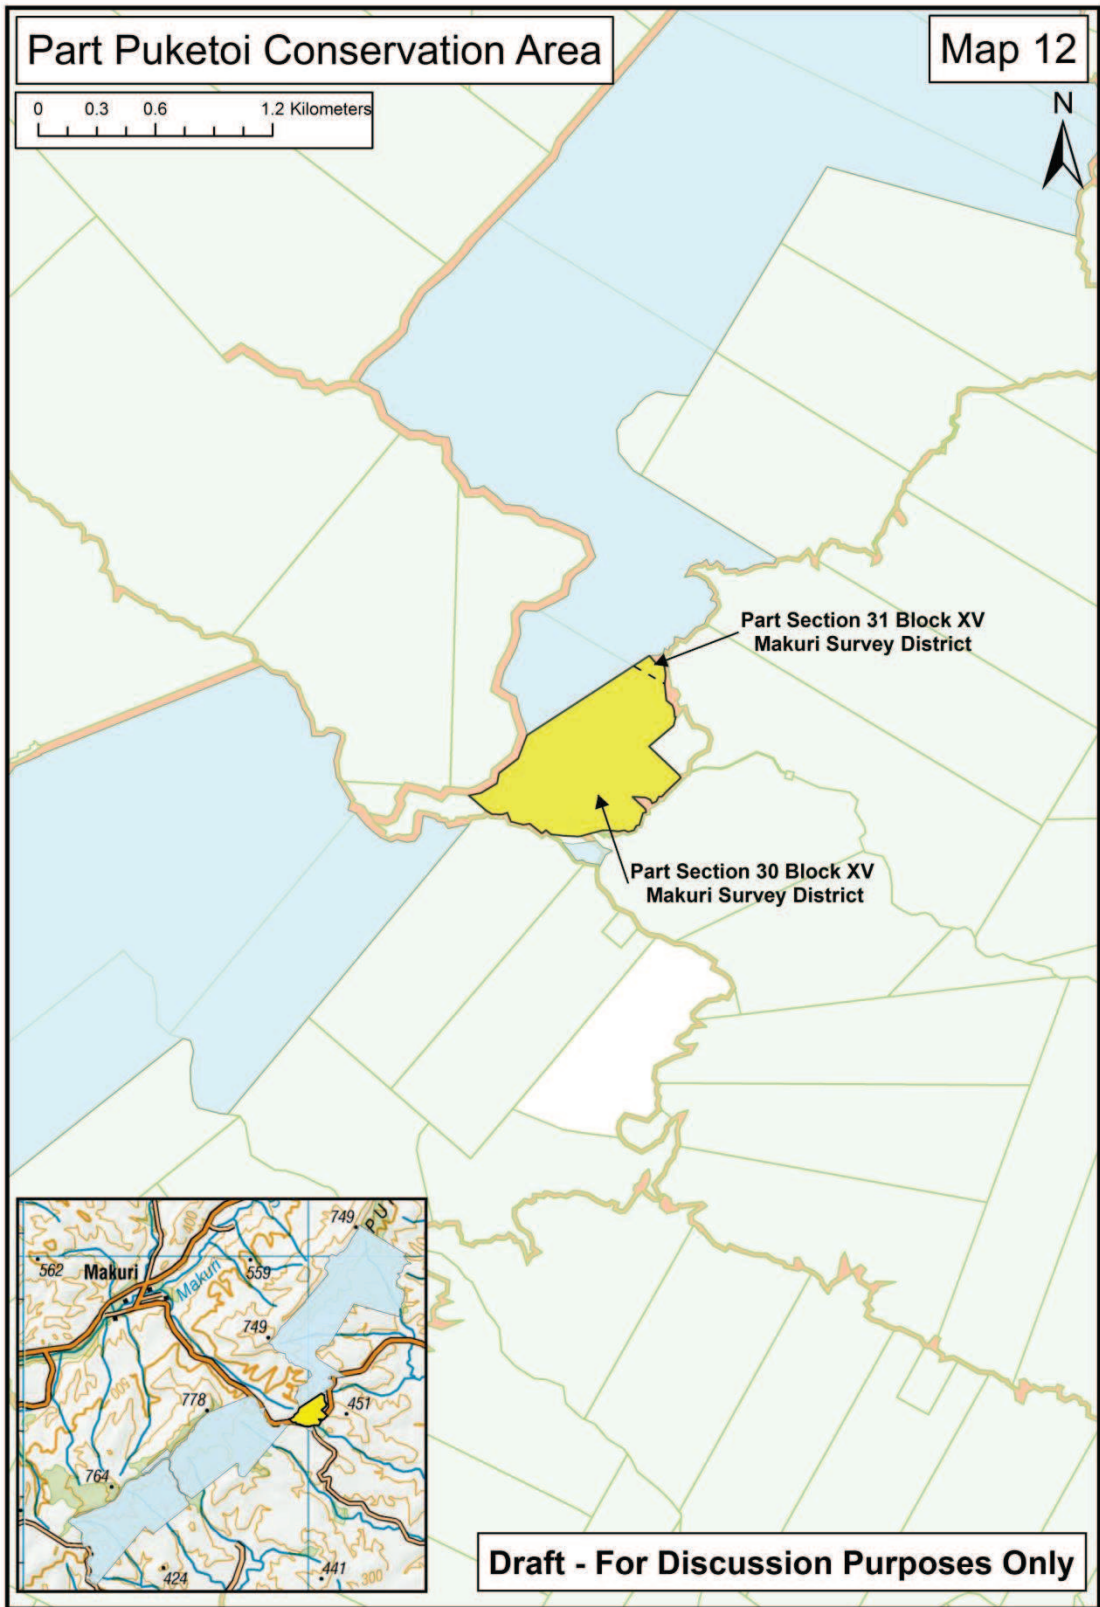 Part Puketoi Conservation Area
Map 12
0 0.3 0.6 1.2 Kilometers
N
Part Section 31 Block XV
Makuri Survey District
Part Section 30 Block XV
Makuri Survey District
749
PU
400
562
Makuri
Makuri
559
749
500
778
451
764
424
441
300
Draft - For Discussion Purposes Only